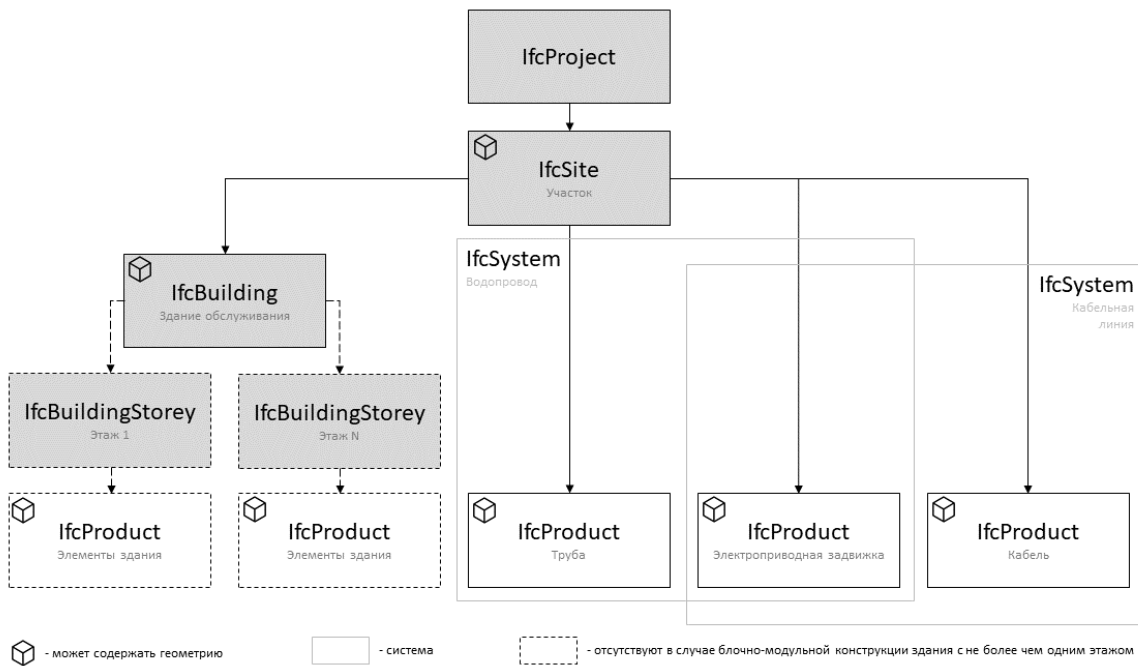 IfcProject
IfcSite
Участок
IfcSystem
Водопровод
IfcSystem
Кабельная
линия
IfcBuilding
Здание обслуживания
IfcBuildingStorey
Этаж 1
IfcBuildingStorey
Этаж N
IfcProduct
Элементы здания
IfcProduct
Элементы здания
IfcProduct
Труба
IfcProduct
Электроприводная задвижка
IfcProduct
Кабель
- может содержать геометрию
- система
- отсутствуют в случае блочно-модульной конструкции здания с не более чем одним этажом